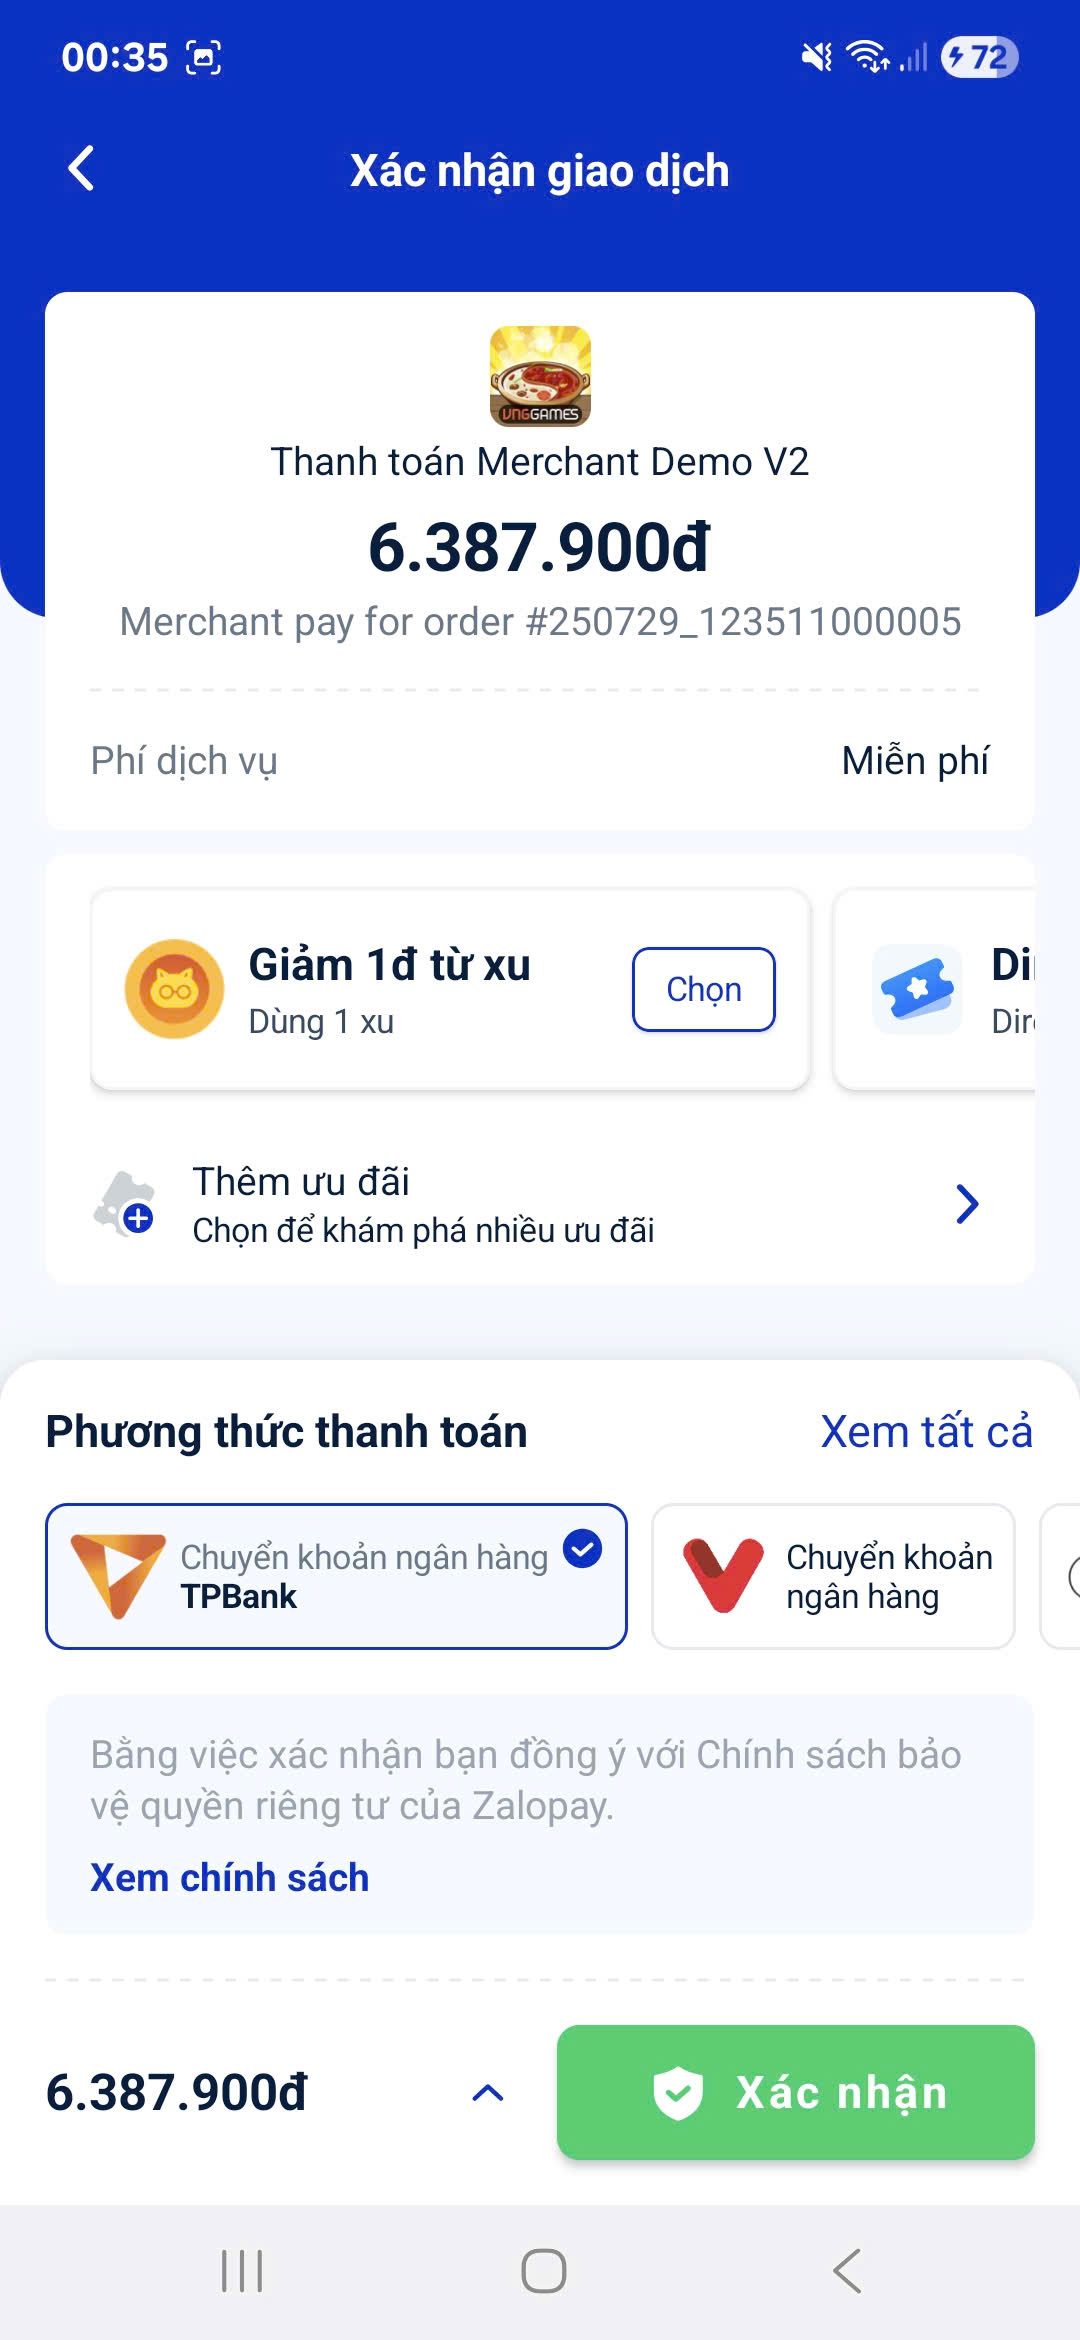 00:35
72
Xác nhận giao dịch
VNGGAMES
Thanh toán Merchant Demo V2
6.387.900đ
Merchant pay for order #250729_123511000005
Phí dịch vụ
Miễn phí
Giảm 1đ từ xu
Dùng 1 xu
Chọn
Di
Dir
Thêm ưu đãi
Chọn để khám phá nhiều ưu đãi
Phương thức thanh toán
Xem tất cả
Chuyển khoản ngân hàng
TPBank
Chuyển khoản
ngân hàng
Bằng việc xác nhận bạn đồng ý với Chính sách bảo
vệ quyền riêng tư của Zalopay.
Xem chính sách
6.387.900đ
Xác nhận